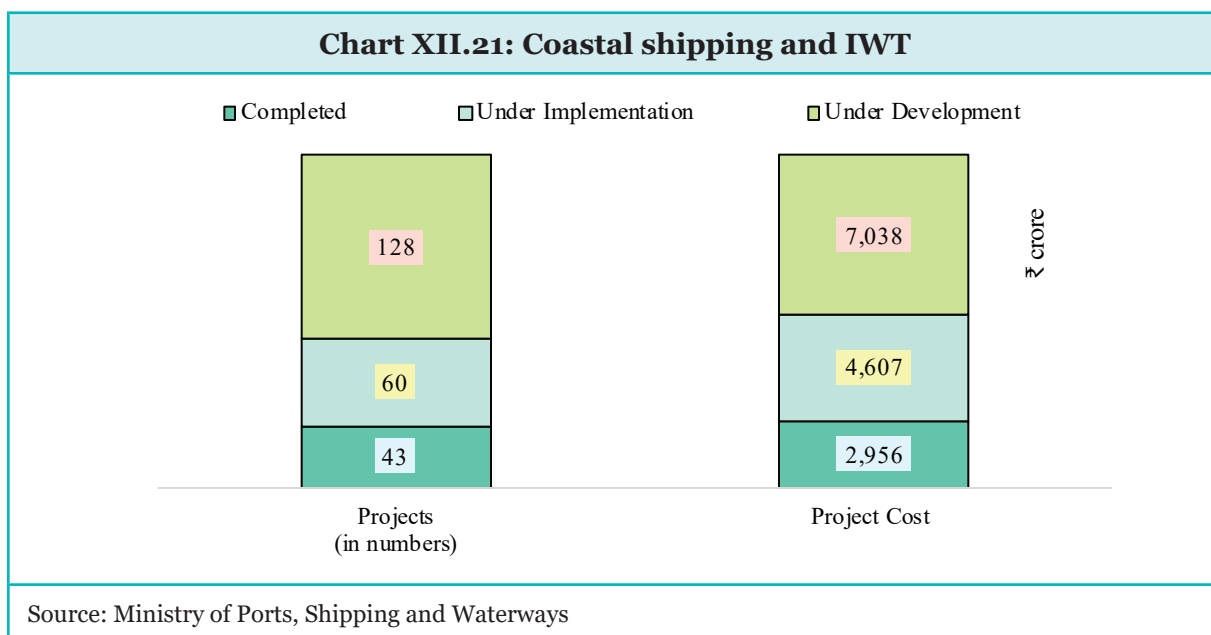 Chart XII.21: Coastal shipping and IWT
Completed
Under Implementation
Under Development
128
60
43
7,038
4,607
2,956
₹ crore
Projects
(in numbers)
Project Cost
Source: Ministry of Ports, Shipping and Waterways